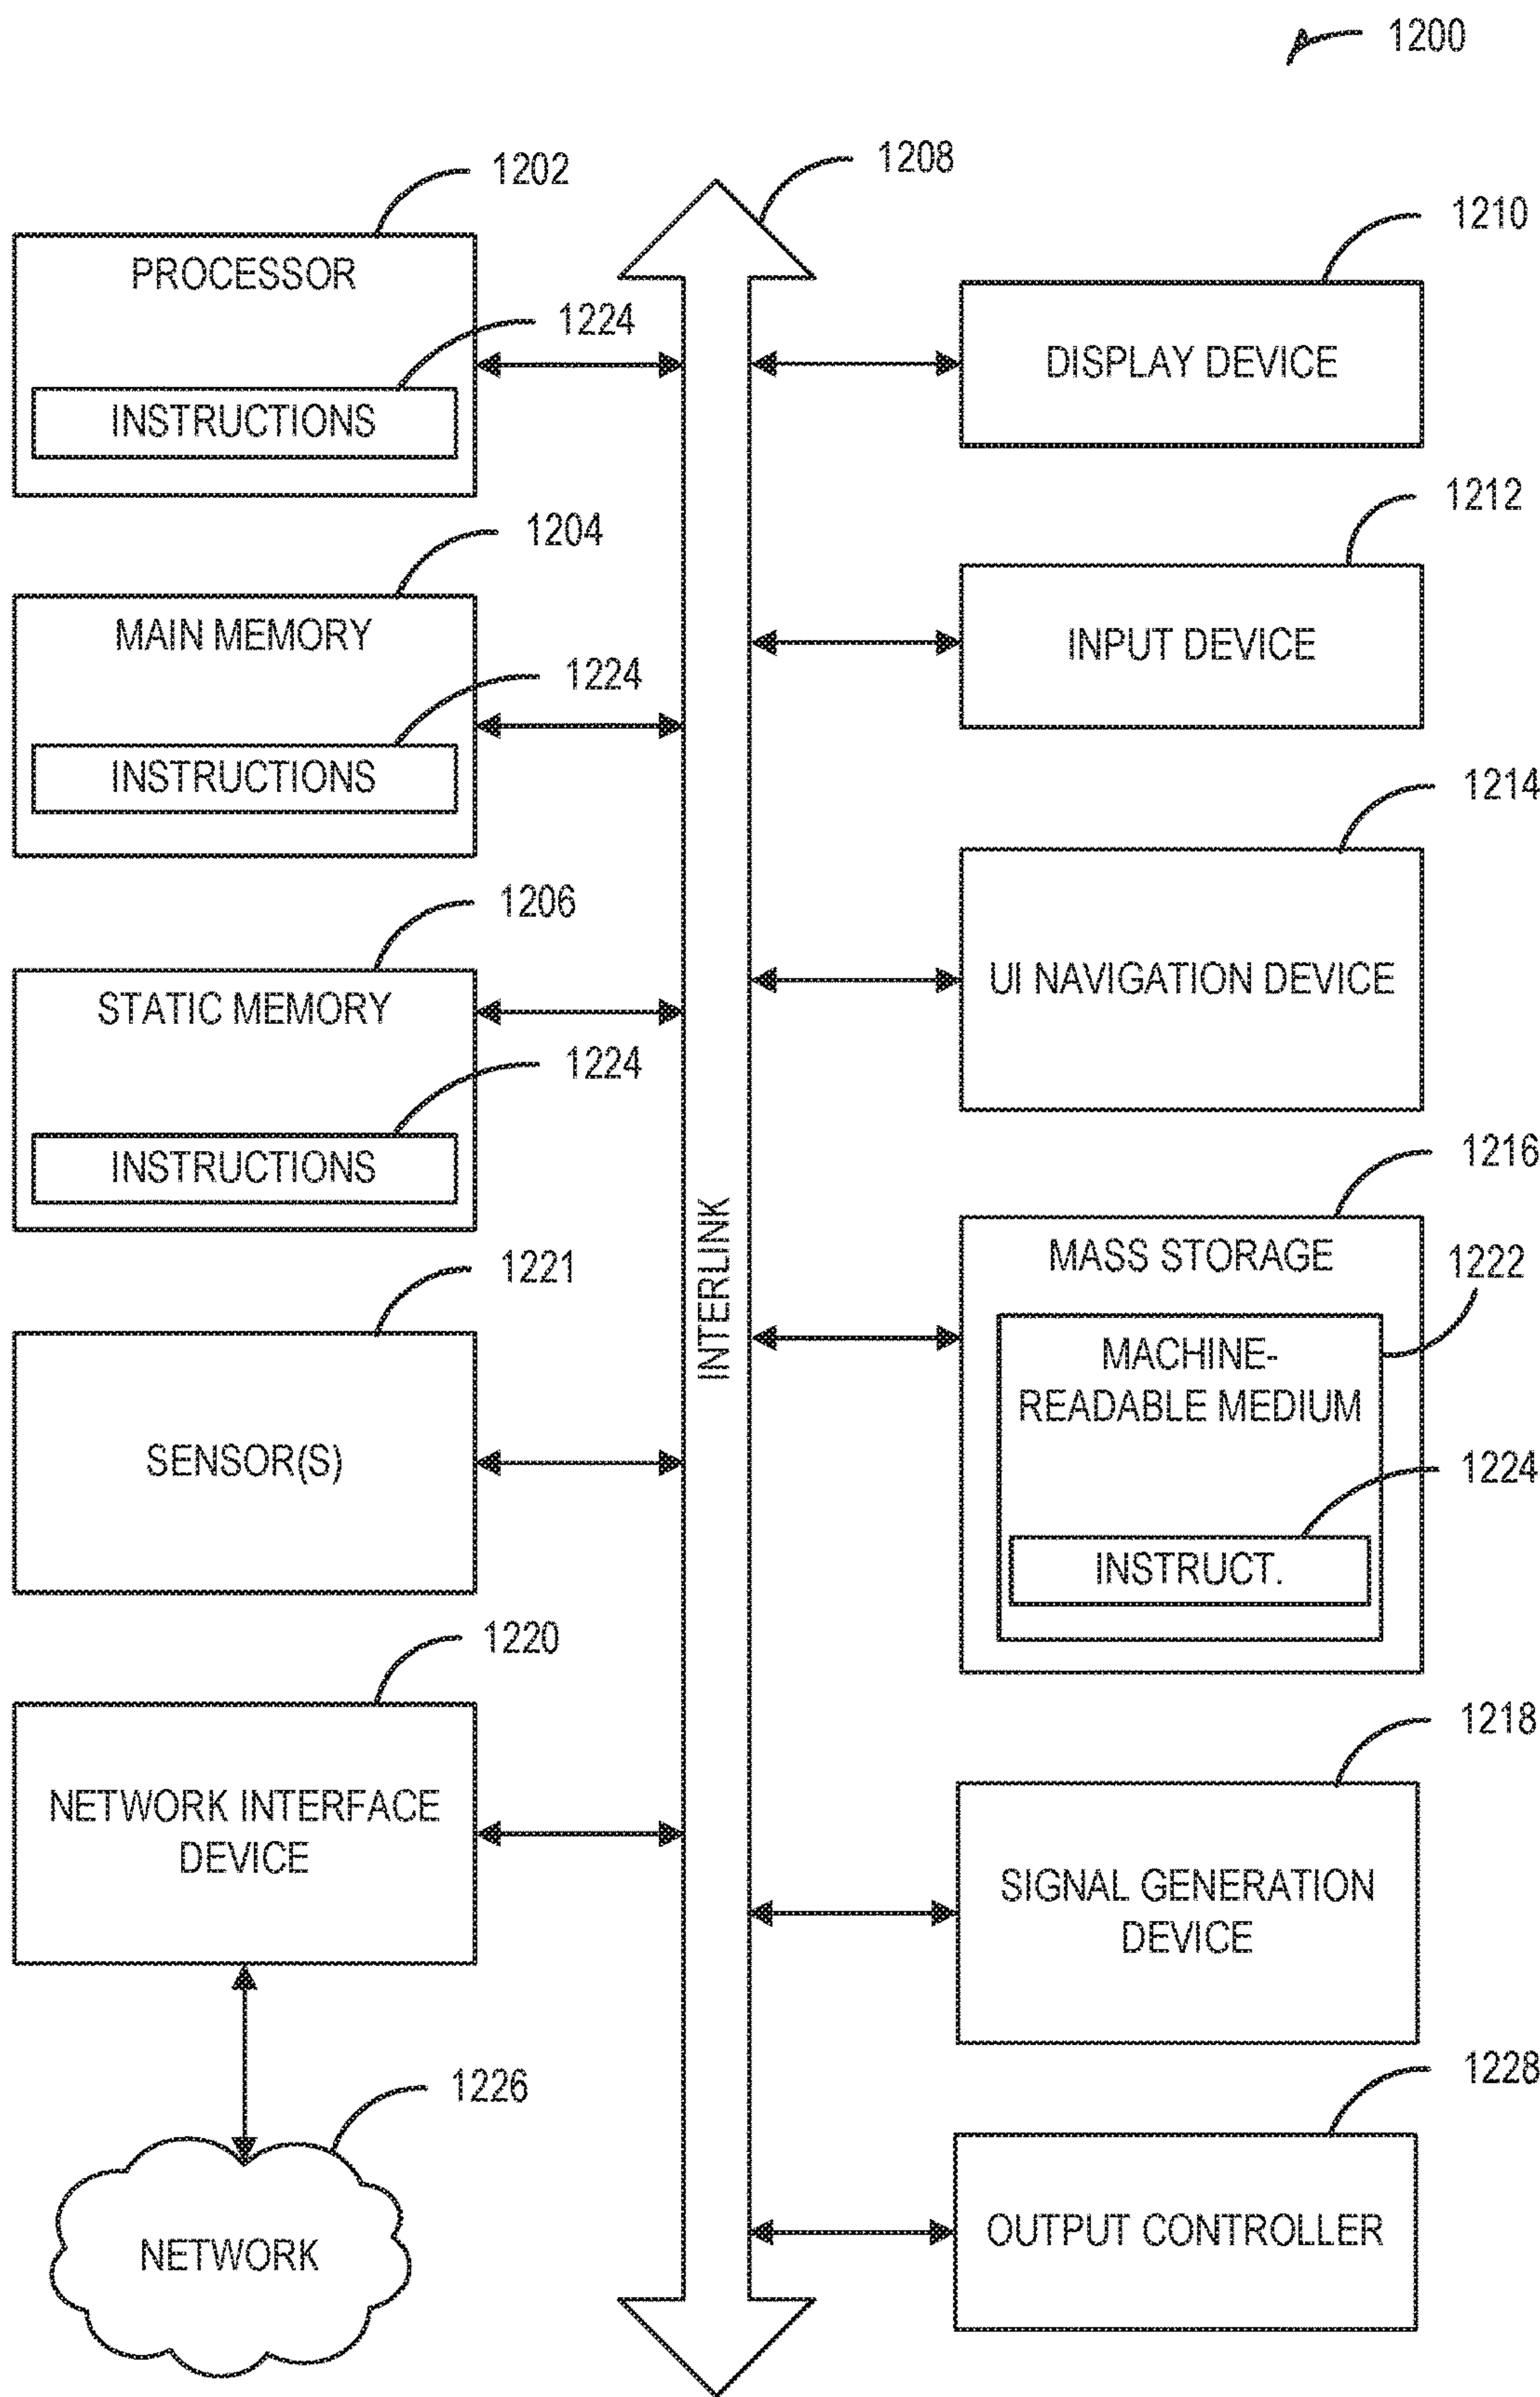 1200
1202
PROCESSOR
1224
INSTRUCTIONS
1204
MAIN MEMORY
1224
INSTRUCTIONS
1206
STATIC MEMORY
1224
INSTRUCTIONS
1221
SENSOR(S)
1220
NETWORK INTERFACE
DEVICE
1226
NETWORK
1208
INTERLINK
1210
DISPLAY DEVICE
1212
INPUT DEVICE
1214
UI NAVIGATION DEVICE
1216
MASS STORAGE
1222
MACHINE-
READABLE MEDIUM
1224
INSTRUCT.
1218
SIGNAL GENERATION
DEVICE
1228
OUTPUT CONTROLLER